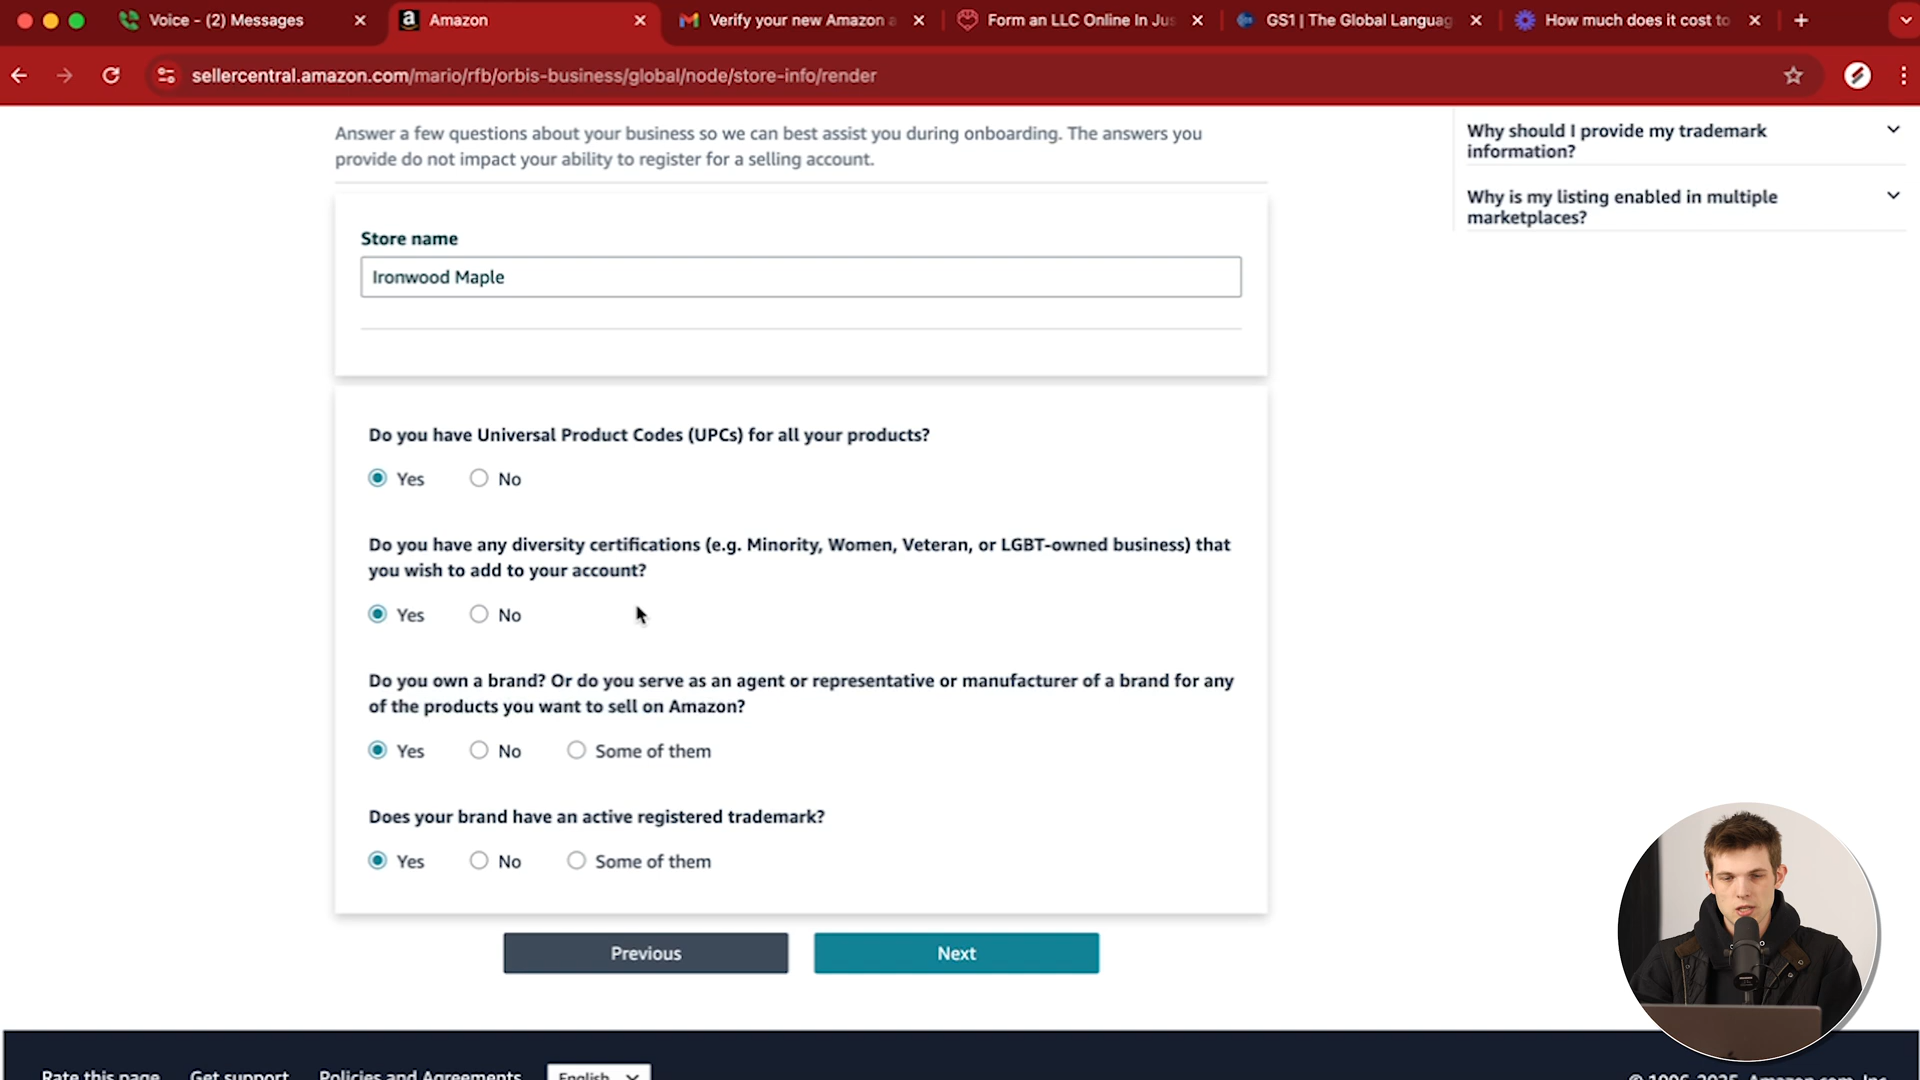 Voice - (2) Messages
Amazon
Verify your new Amazon a
Form an LLC Online In Jus
GS1 | The Global Languag
How much does it cost to
sellercentral.amazon.com/mario/rfb/orbis-business/global/node/store-info/render
Answer a few questions about your business so we can best assist you during onboarding. The answers you
provide do not impact your ability to register for a selling account.
Why should I provide my trademark
information?
Why is my listing enabled in multiple
marketplaces?
Store name
Ironwood Maple
Do you have Universal Product Codes (UPCs) for all your products?
Yes No
Do you have any diversity certifications (e.g. Minority, Women, Veteran, or LGBT-owned business) that
you wish to add to your account?
Yes No
Do you own a brand? Or do you serve as an agent or representative or manufacturer of a brand for any
of the products you want to sell on Amazon?
Yes No Some of them
Does your brand have an active registered trademark?
Yes No Some of them
Previous Next
Rate this page Get support Policies and Agreements English
© 1996-2025, Amazon.com, Inc.